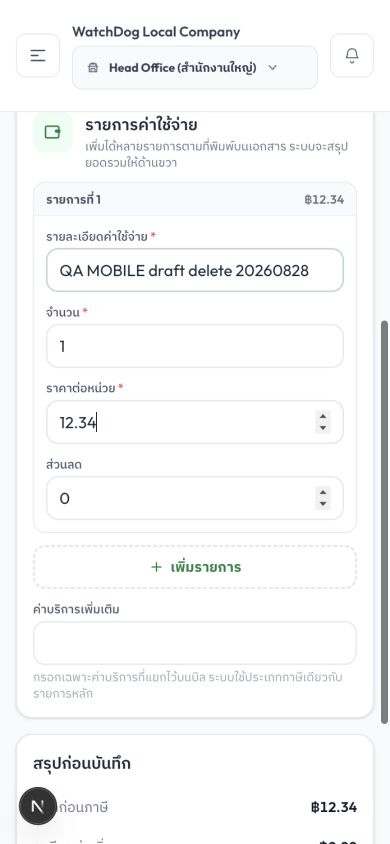 WatchDog Local Company
Head Office (สำนักงานใหญ่)
รายการค่าใช้จ่าย
เพิ่มได้หลายรายการตามที่พิมพ์บนเอกสาร ระบบจะสรุป
ยอดรวมให้ด้านขวา
รายการที่ 1 ฿12.34
รายละเอียดค่าใช้จ่าย *
QA MOBILE draft delete 20260828
จำนวน *
1
ราคาต่อหน่วย *
12.34
ส่วนลด
0
+ เพิ่มรายการ
ค่าบริการเพิ่มเติม
กรอกเฉพาะค่าบริการที่แยกไว้บนบิล ระบบใช้ประเภทภาษีเดียวกับ
รายการหลัก
สรุปก่อนบันทึก
N ก่อนภาษี ฿12.34